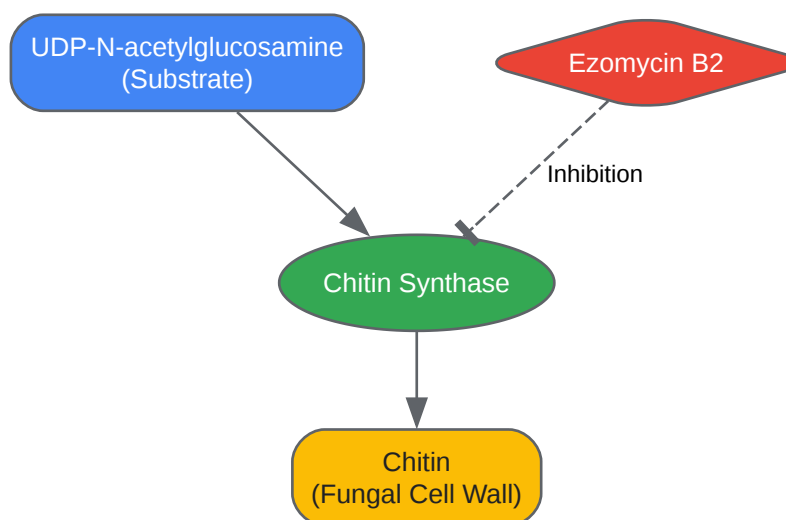 UDP-N-acetylglucosamine
(Substrate)
Ezomycin B2
Inhibition
Chitin Synthase
Chitin
(Fungal Cell Wall)